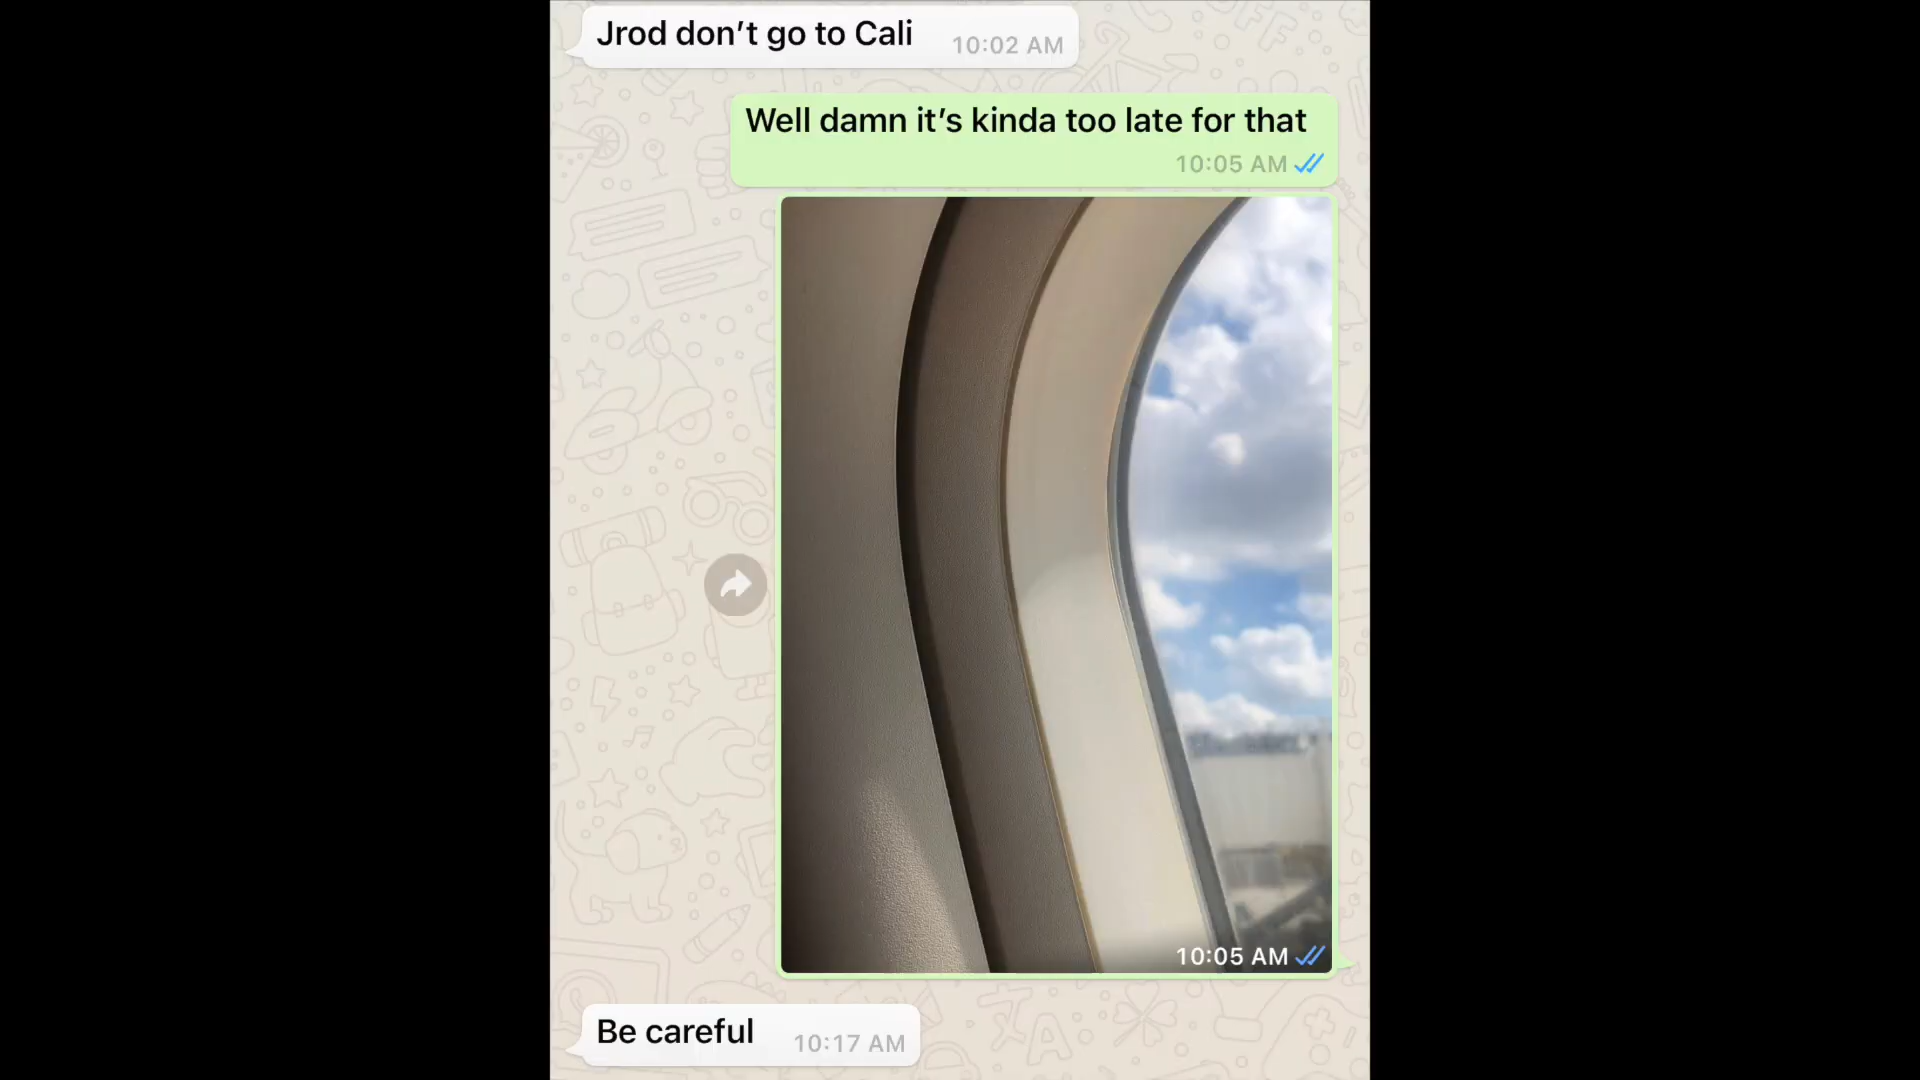 Jrod don’t go to Cali
10:02 AM
Well damn it’s kinda too late for that
10:05 AM
10:05 AM
Be careful
10:17 AM